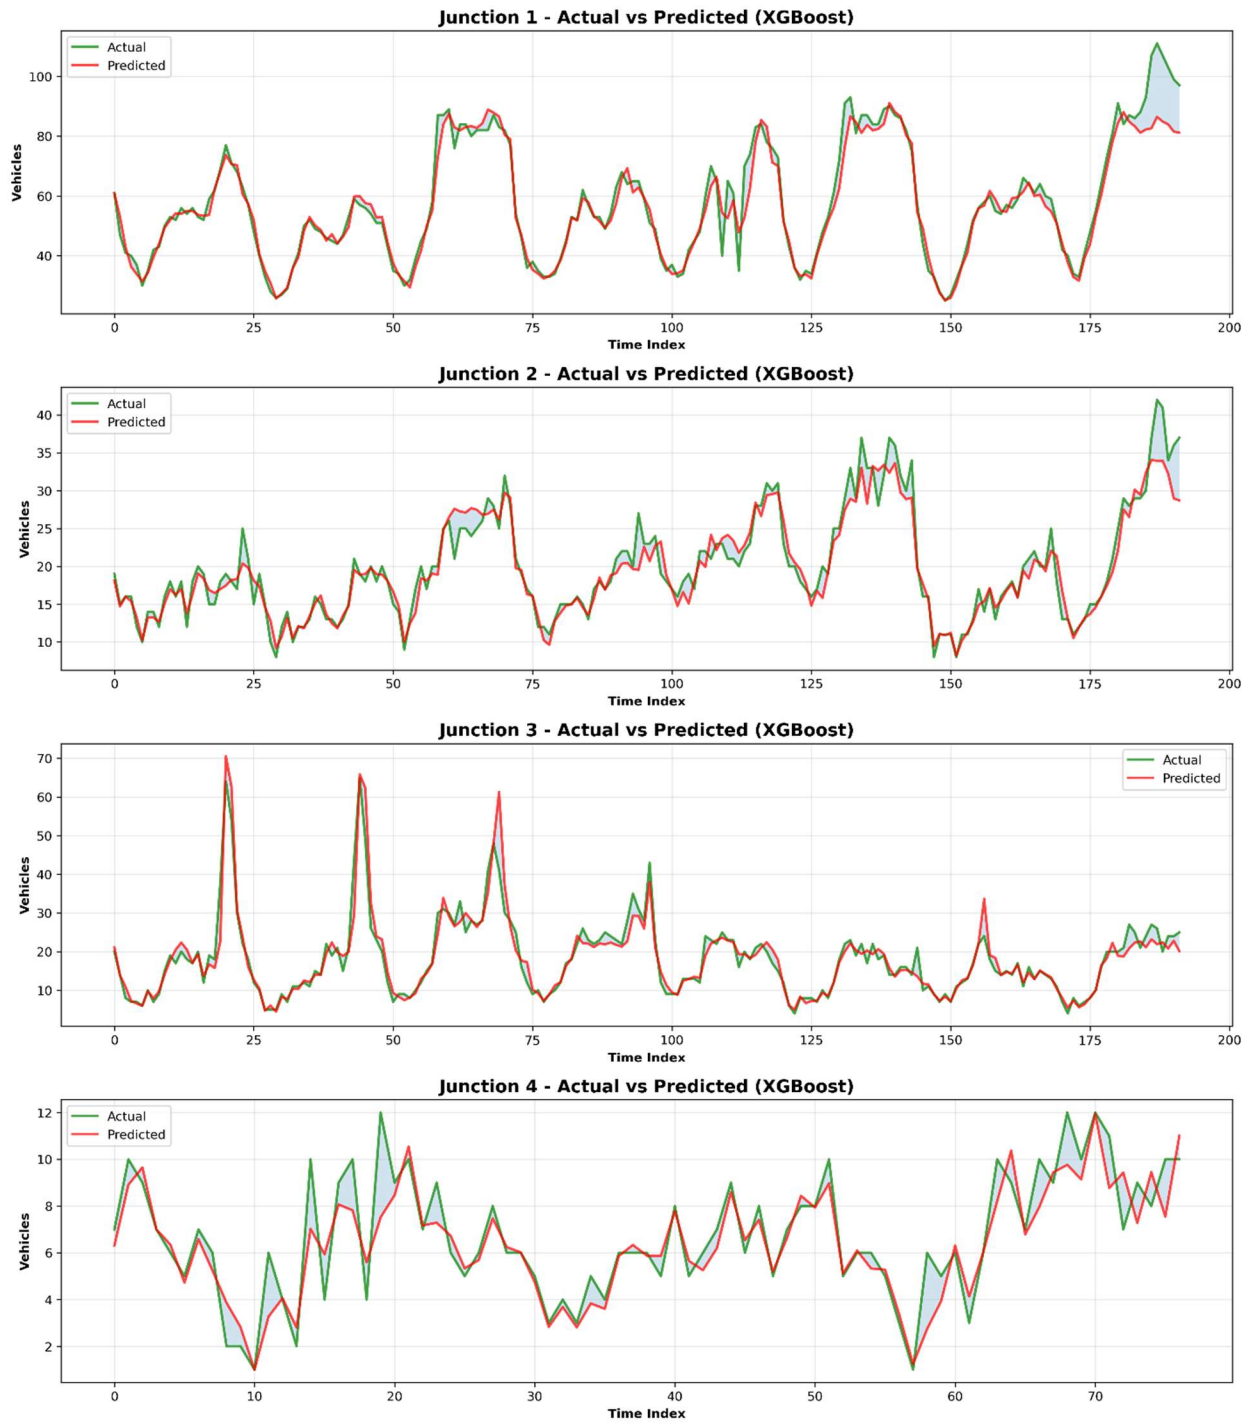 Junction 1 - Actual vs Predicted (XGBoost)
Actual
Predicted
Vehicles
100
80
60
40
0 25 50 75 100 125 150 175 200
Time Index
Junction 2 - Actual vs Predicted (XGBoost)
Actual
Predicted
Vehicles
40
35
30
25
20
15
10
0 25 50 75 100 125 150 175 200
Time Index
Junction 3 - Actual vs Predicted (XGBoost)
Actual
Predicted
Vehicles
70
60
50
40
30
20
10
0 25 50 75 100 125 150 175 200
Time Index
Junction 4 - Actual vs Predicted (XGBoost)
Actual
Predicted
Vehicles
12
10
8
6
4
2
0 10 20 30 40 50 60 70
Time Index